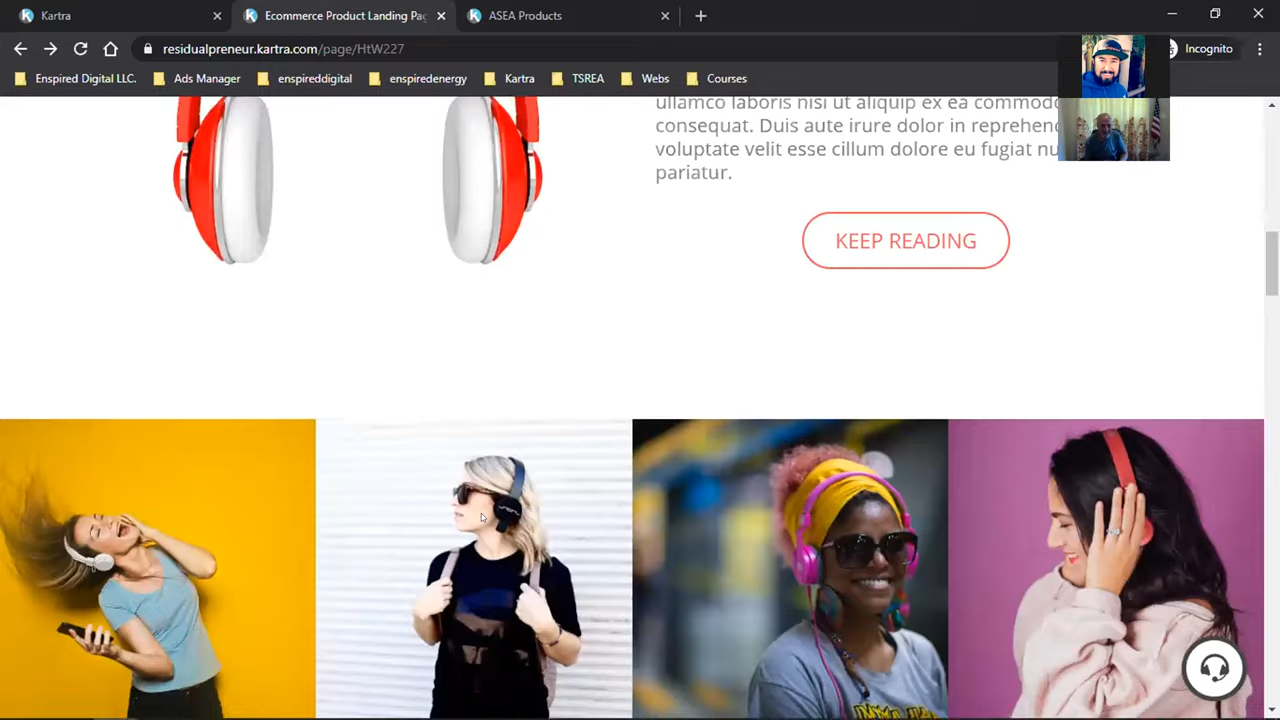 Kartra
Ecommerce Product Landing Pag
ASEA Products
residualpreneur.kartra.com/page/HtW227
Incognito
Enspired Digital LLC.
Ads Manager
enspireddigital
enspiredenergy
Kartra
TSREA
Webs
Courses
ullamco laboris nisi ut aliquip ex ea commodo
consequat. Duis aute irure dolor in reprehend
voluptate velit esse cillum dolore eu fugiat nu
pariatur.
KEEP READING